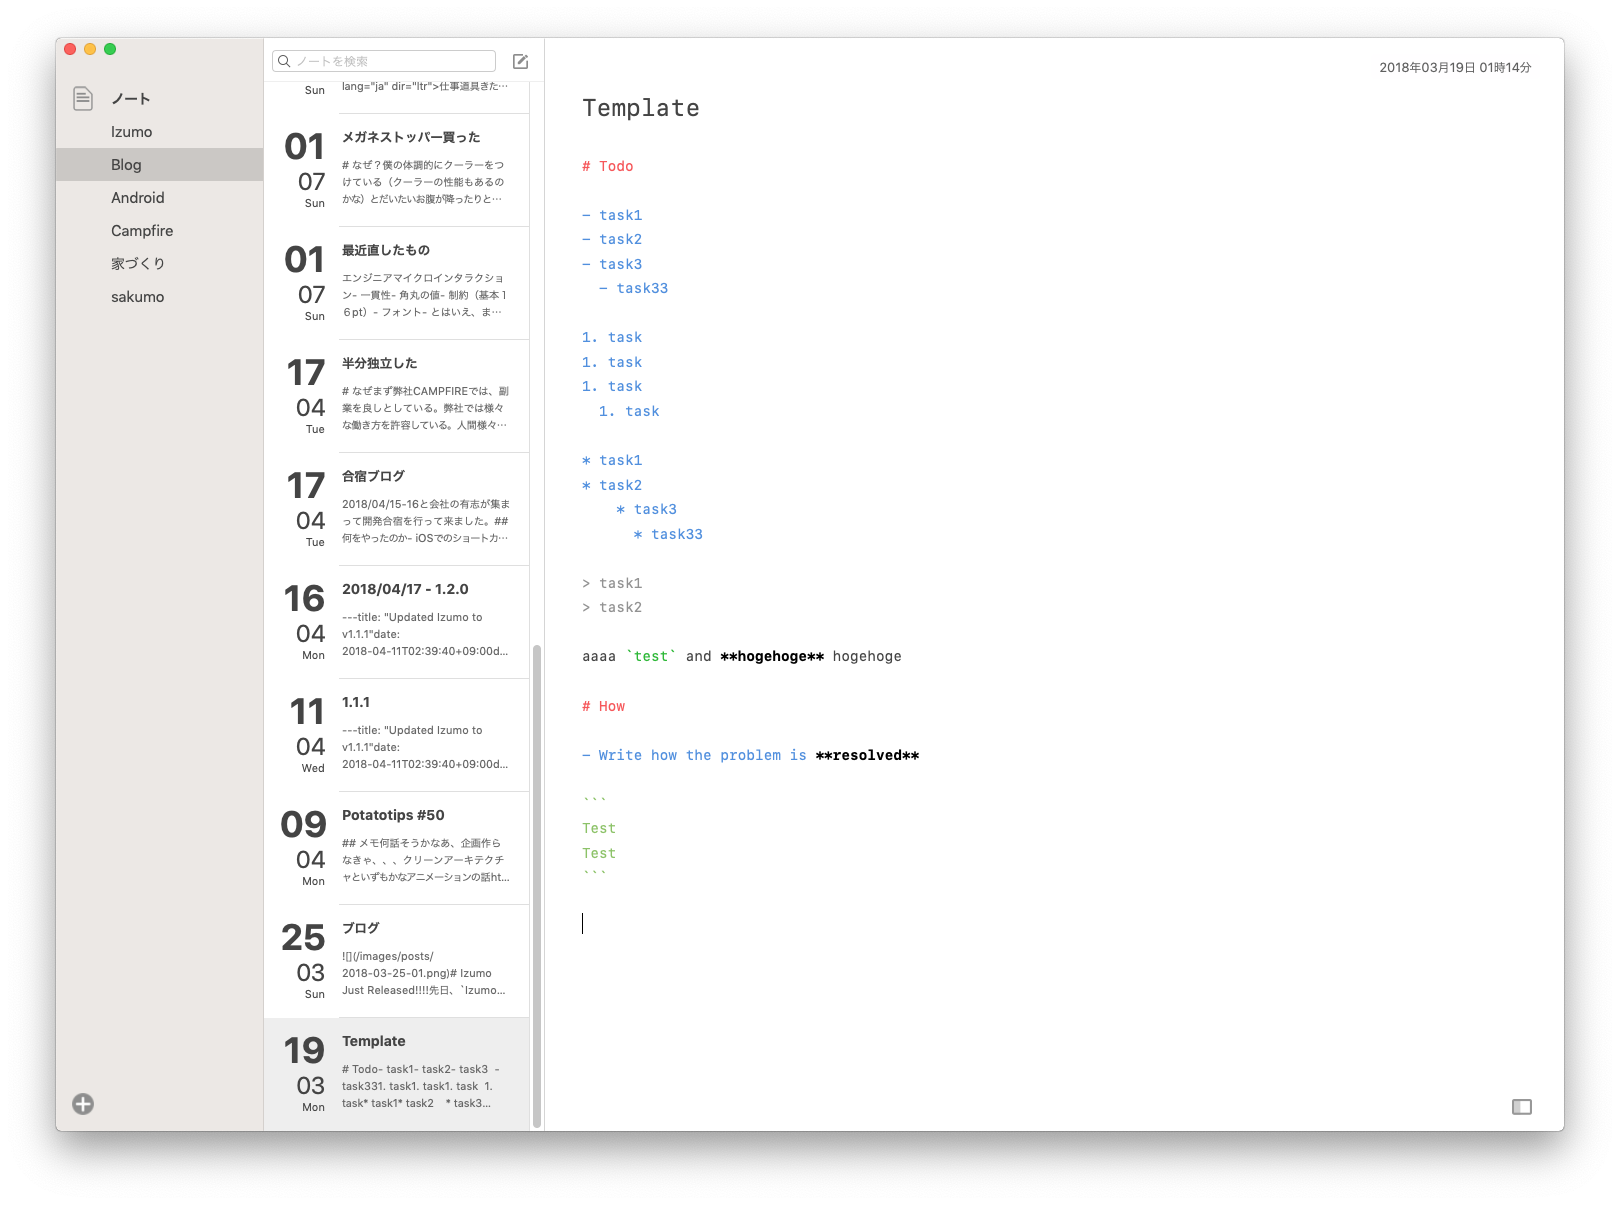 ノート
Izumo
Blog
Android
Campfire
家づくり
sakumo
ノートを検索
Sun
lang="ja" dir="ltr">仕事道具きた…
01
07
Sun
メガネストッパー買った
# なぜ？僕の体調的にクーラーをつ
けている（クーラーの性能もあるの
かな）とだいたいお腹が降ったりと…
01
07
Sun
最近直したもの
エンジニアマイクロインタラクショ
ン- 一貫性- 角丸の値- 制約（基本１
６pt）- フォント- とはいえ、ま…
17
04
Tue
半分独立した
# なぜまず弊社CAMPFIREでは、副
業を良しとしている。弊社では様々
な働き方を許容している。人間様々…
17
04
Tue
合宿ブログ
2018/04/15-16と会社の有志が集ま
って開発合宿を行って来ました。##
何をやったのか- iOSでのショートカ…
16
04
Mon
2018/04/17 - 1.2.0
---title: "Updated Izumo to
v1.1.1"date:
2018-04-11T02:39:40+09:00d...
11
04
Wed
1.1.1
---title: "Updated Izumo to
v1.1.1"date:
2018-04-11T02:39:40+09:00d...
09
04
Mon
Potatotips #50
## メモ何話そうかなあ、企画作ら
なきゃ、、、クリーンアーキテクチ
ャといずもかなアニメーションの話ht...
25
03
Sun
ブログ
![](/images/posts/
2018-03-25-01.png)# Izumo
Just Released!!!!先日、`Izumo...
19
03
Mon
Template
# Todo- task1- task2- task3  -
task331. task1. task1. task  1.
task* task1* task2    * task3...
2018年03月19日 01時14分
Template
# Todo
- task1
- task2
- task3
  - task33
1. task
1. task
1. task
  1. task
* task1
* task2
    * task3
      * task33
> task1
> task2
aaaa `test` and **hogehoge** hogehoge
# How
- Write how the problem is **resolved**
```
Test
Test
```